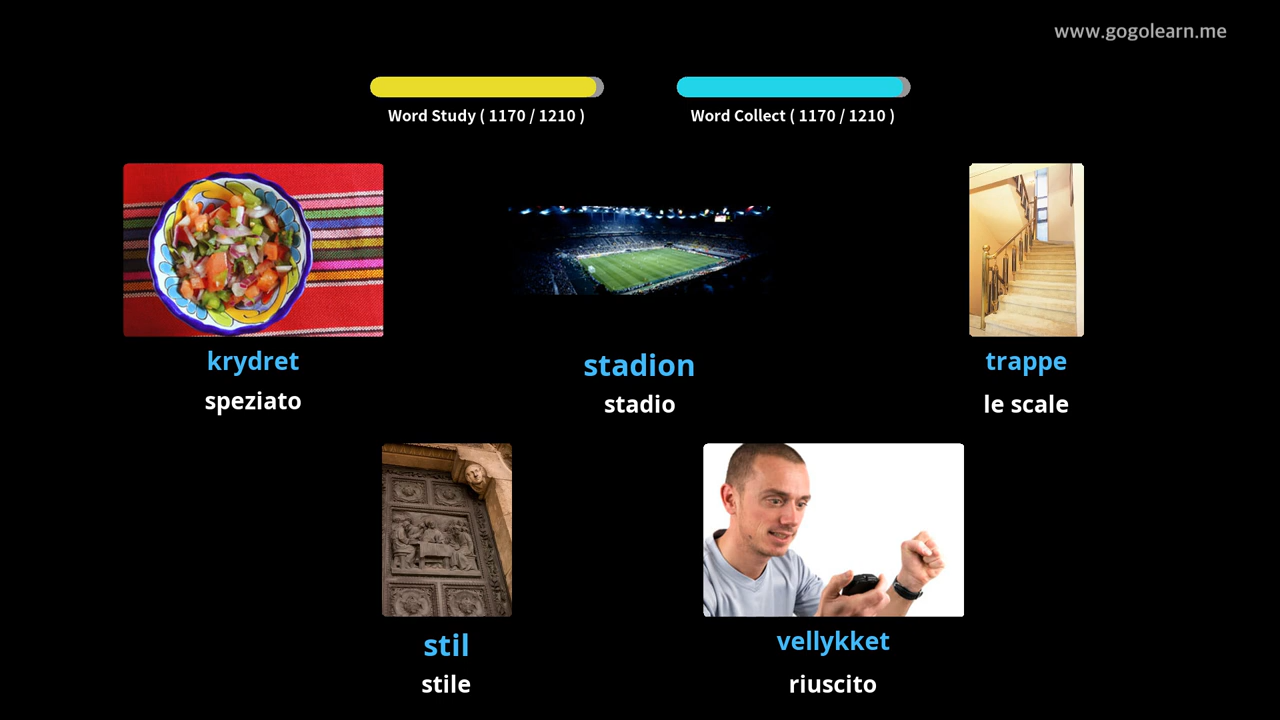 www.gogolearn.me
Word Study ( 1170 / 1210 )
Word Collect ( 1170 / 1210 )
krydret
speziato
stadion
stadio
trappe
le scale
stil
stile
vellykket
riuscito